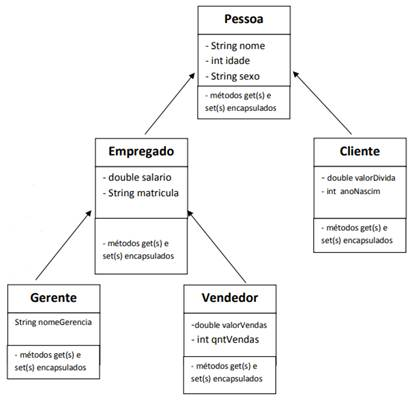 Pessoa
- String nome
- int idade
- String sexo
- métodos get(s) e
set(s) encapsulados
Empregado
- double salario
- String matricula
- métodos get(s) e
set(s) encapsulados
Cliente
- double valorDivida
- int anoNascim
- métodos get(s) e
set(s) encapsulados
Gerente
String nomeGerencia
- métodos get(s) e
set(s) encapsulados
Vendedor
-double valorVendas
- int qntVendas
- métodos get(s) e
set(s) encapsulados